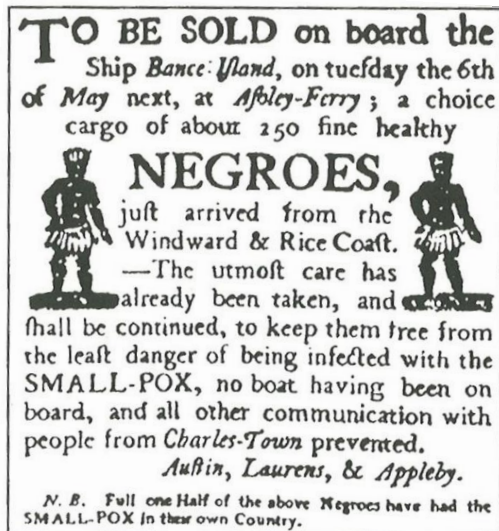 TO BE SOLD on board the
Ship Bance-Yland, on tuesday the 6th
of May next, at Ashley-Ferry; a choice
cargo of about 250 fine healthy
NEGROES,
just arrived from the
Windward & Rice Coast.
—The utmost care has
already been taken, and
shall be continued, to keep them free from
the least danger of being infected with the
SMALL-POX, no boat having been on
board, and all other communication with
people from Charles-Town prevented.
Austin, Laurens, & Appleby.
N. B. Full one Half of the above Negroes have had the
SMALL-POX in their own Country.